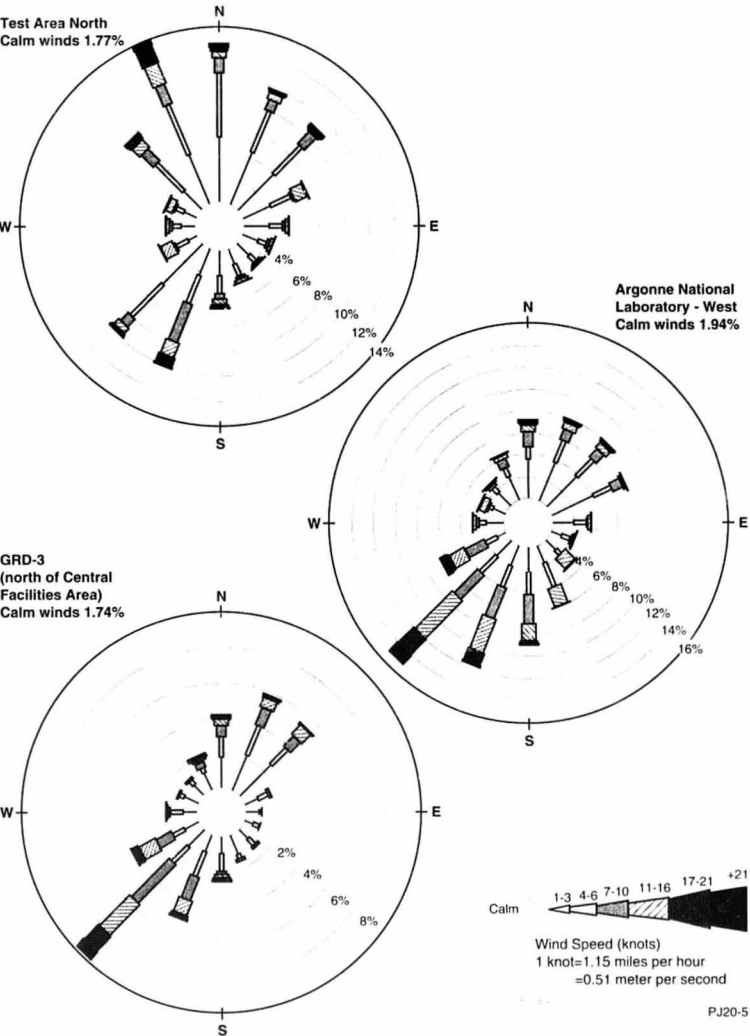 Test Area North
Calm winds 1.77%
N
W
E
S
4%
6%
8%
10%
12%
14%
Argonne National
Laboratory - West
Calm winds 1.94%
N
W
E
S
4%
6%
8%
10%
12%
14%
16%
GRD-3
(north of Central
Facilities Area)
Calm winds 1.74%
N
W
E
S
2%
4%
6%
8%
Calm
1-3 4-6 7-10 11-16 17-21 +21
Wind Speed (knots)
1 knot=1.15 miles per hour
=0.51 meter per second
PJ20-5